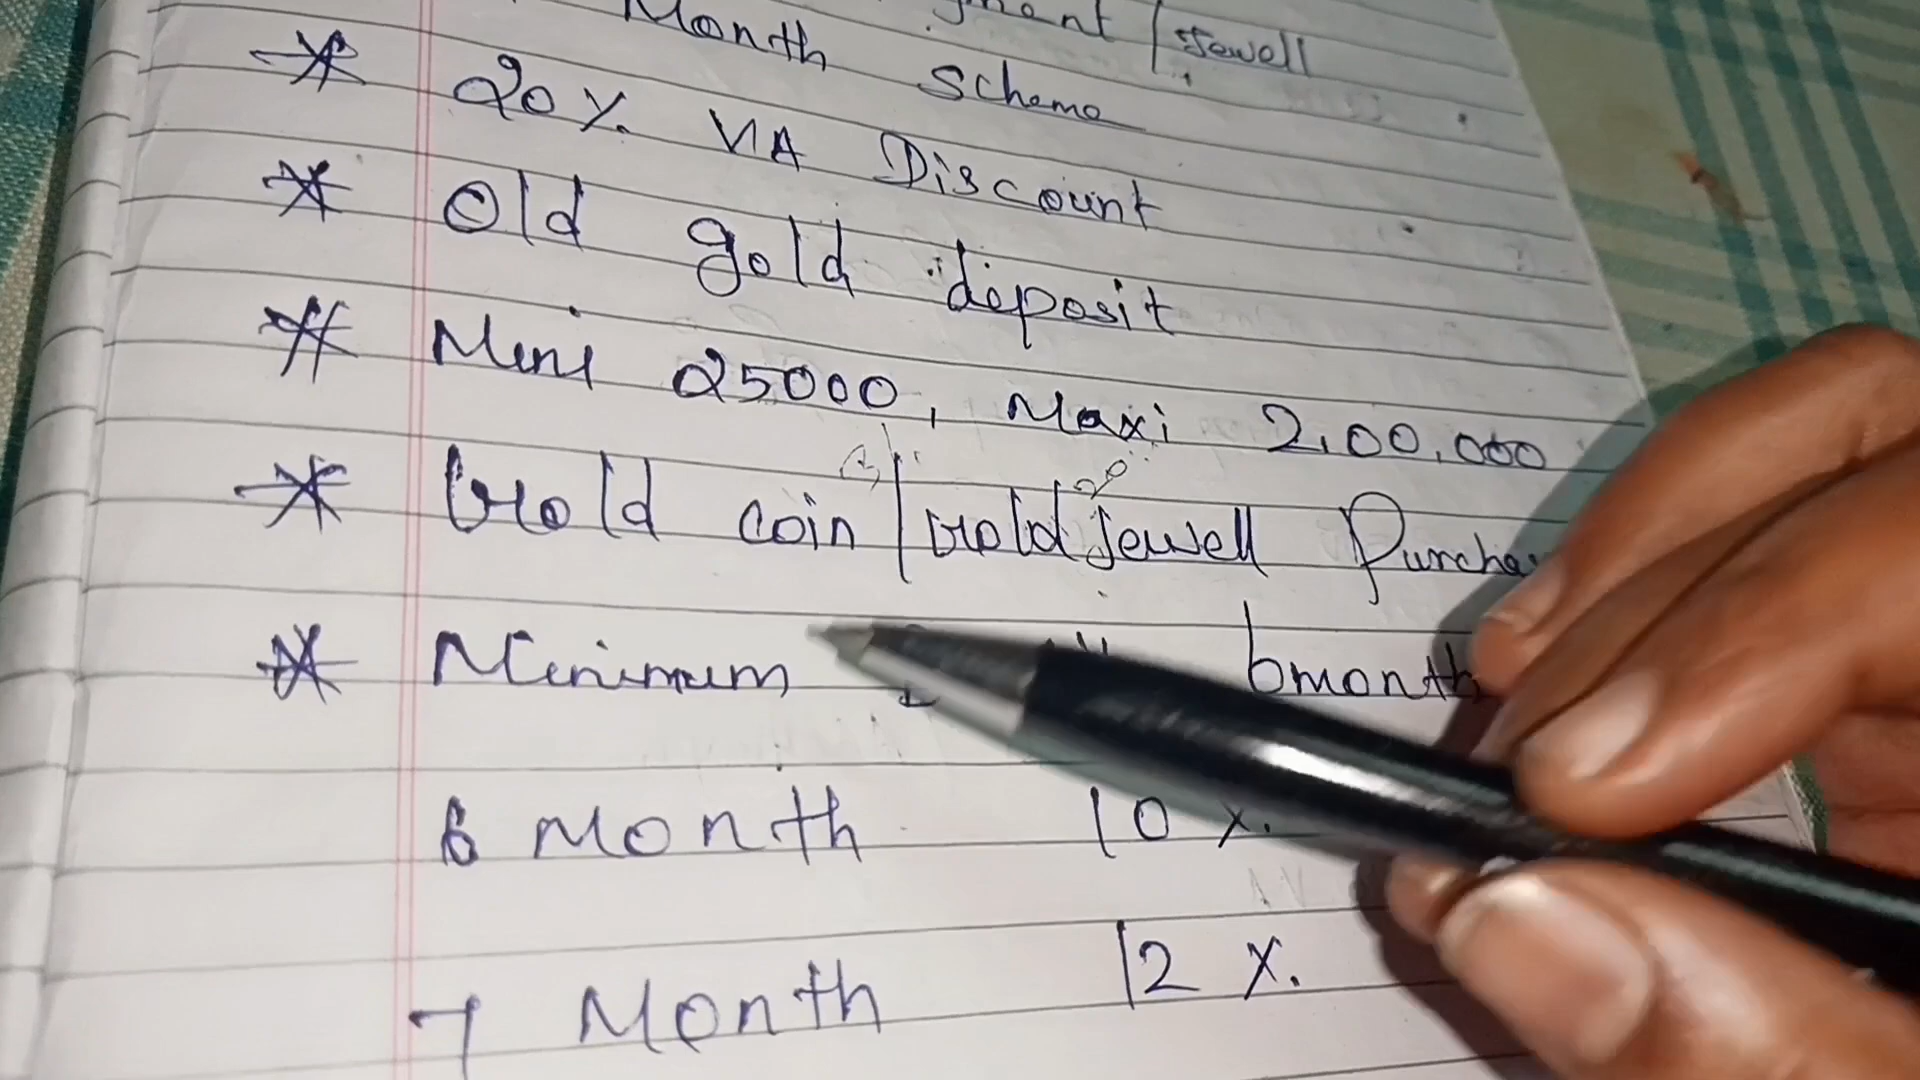 Jewell
Month Scheme
20% VA Discount
Old gold deposit
Mini 25000, Maxi 2,00,000
Gold coin/Gold Jewell
Minimum 6month
6 Month 10%
7 Month 12%